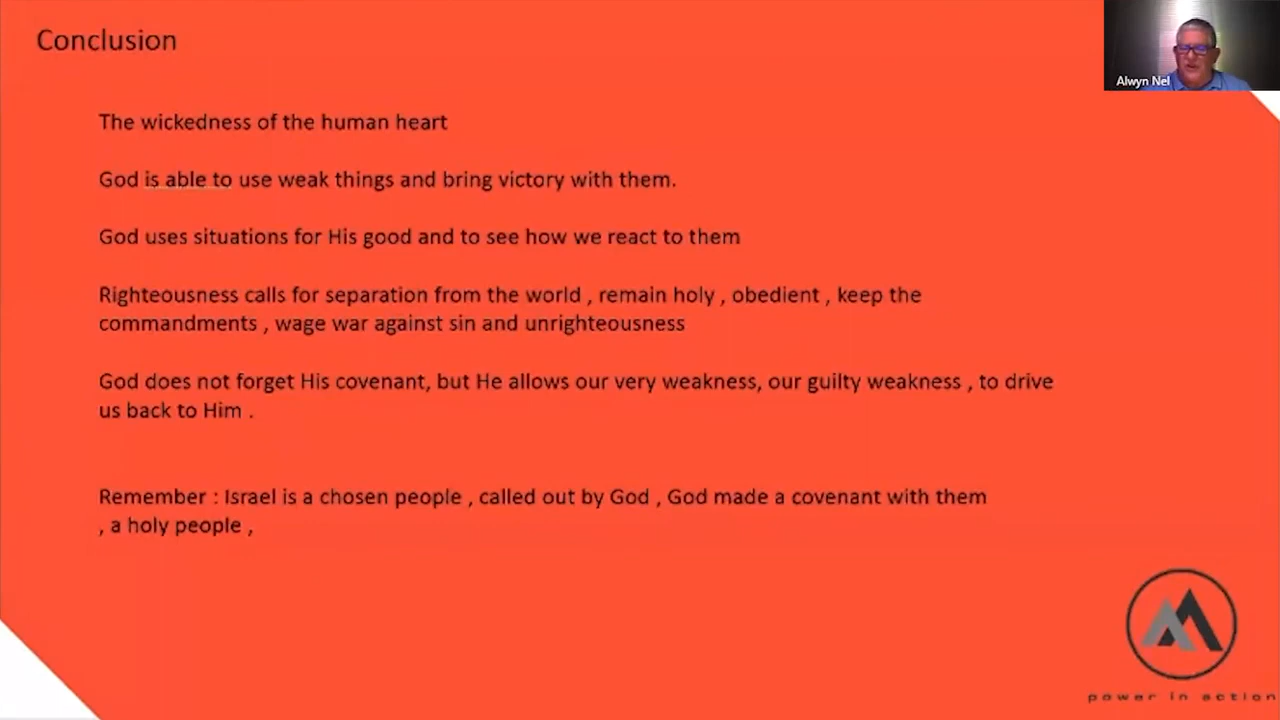 Conclusion
Alwyn Nel
The wickedness of the human heart
God is able to use weak things and bring victory with them.
God uses situations for His good and to see how we react to them
Righteousness calls for separation from the world , remain holy , obedient , keep the
commandments , wage war against sin and unrighteousness
God does not forget His covenant, but He allows our very weakness, our guilty weakness , to drive
us back to Him .
Remember : Israel is a chosen people , called out by God , God made a covenant with them
, a holy people ,
power in action